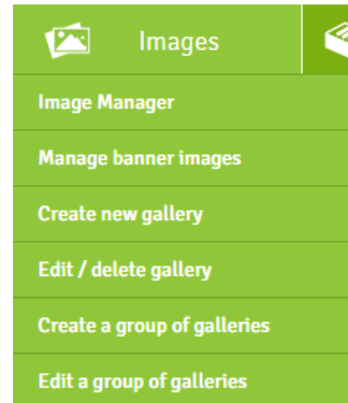 Images
Image Manager
Manage banner images
Create new gallery
Edit / delete gallery
Create a group of galleries
Edit a group of galleries